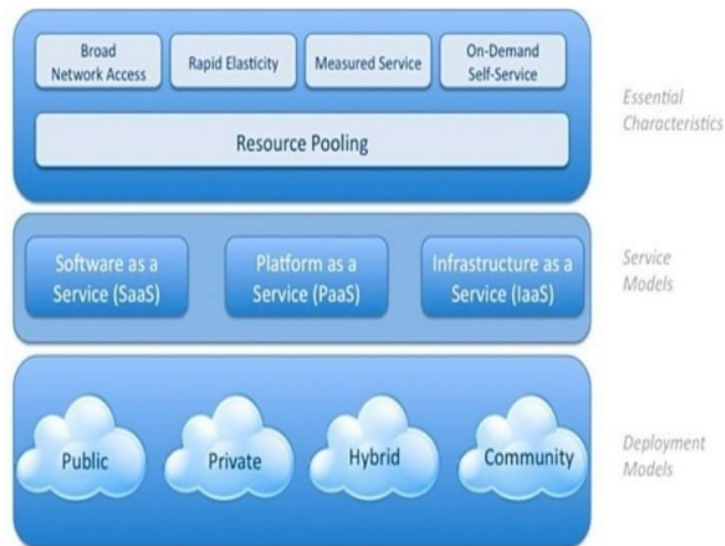 Broad
Network Access
Rapid Elasticity
Measured Service
On-Demand
Self-Service
Resource Pooling
Essential
Characteristics
Software as a
Service (SaaS)
Platform as a
Service (PaaS)
Infrastructure as a
Service (IaaS)
Service
Models
Public
Private
Hybrid
Community
Deployment
Models